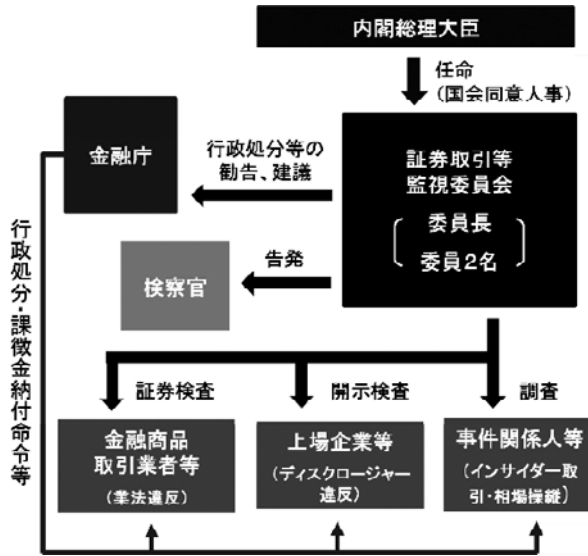 内閣総理大臣
任命
(国会同意人事)
金融庁
行政処分等の
勧告、建議
証券取引等
監視委員会
委員長
委員2名
告発
検察官
行政処分・課徴金納付命令等
証券検査
開示検査
調査
金融商品
取引業者等
(業法違反)
上場企業等
(ディスクロージャー
違反)
事件関係人等
(インサイダー取
引・相場操縦)